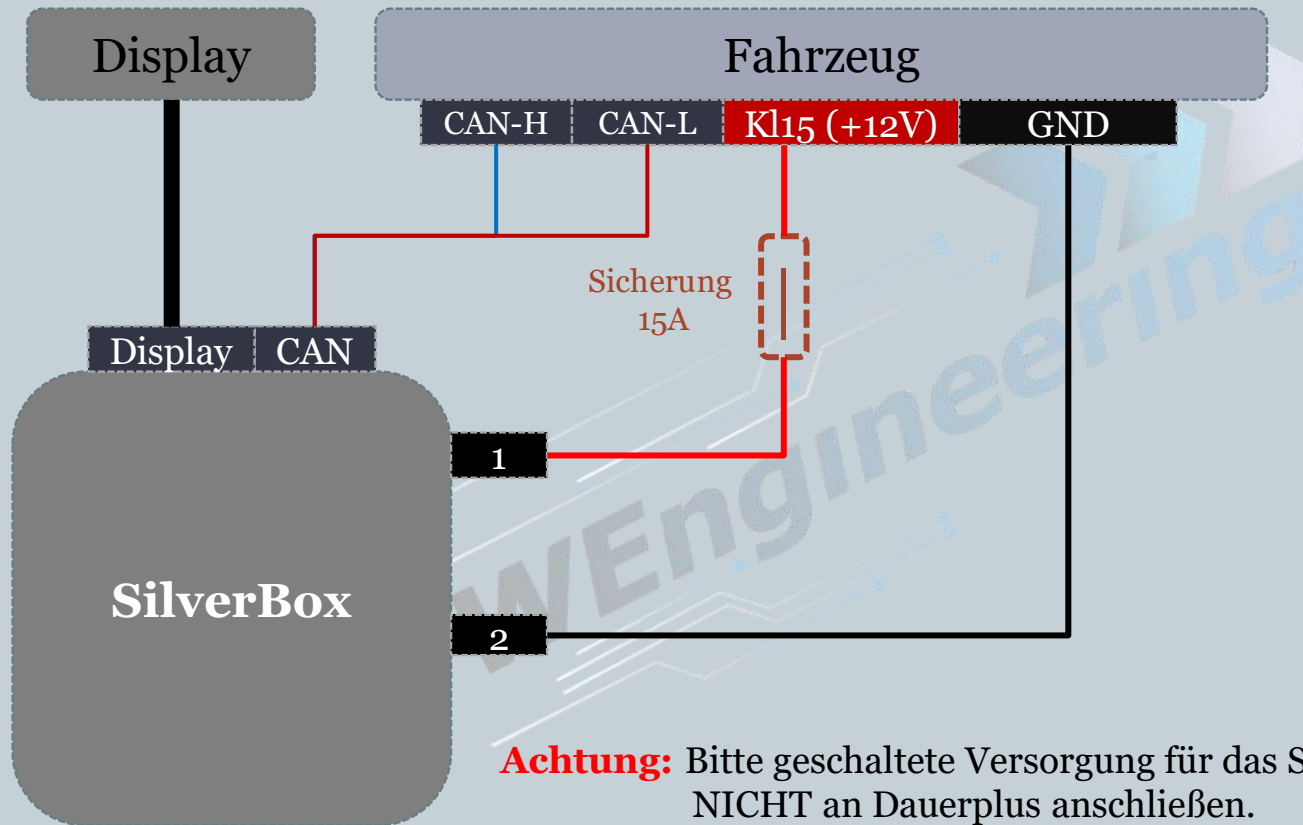 Display
Fahrzeug
CAN-H
CAN-L
Kl15 (+12V)
GND
Sicherung
15A
Display
CAN
1
SilverBox
2
WEngineering
Achtung: Bitte geschaltete Versorgung für das
NICHT an Dauerplus anschließen.